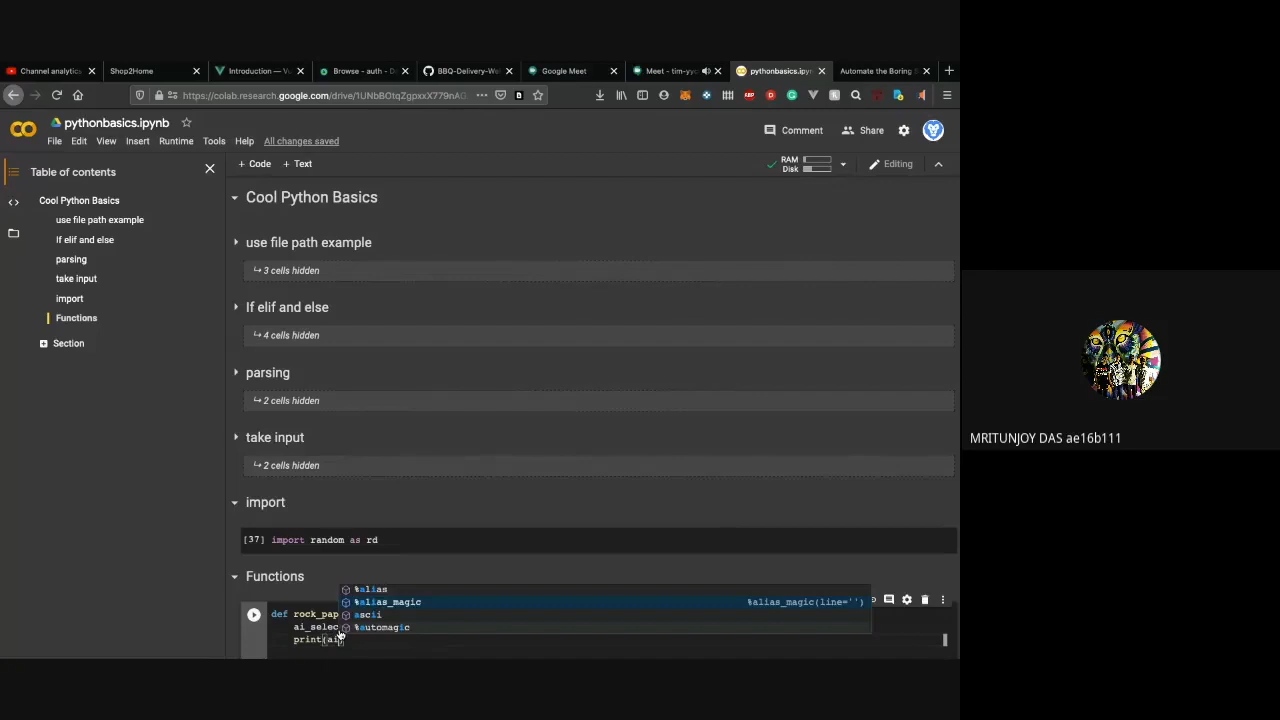 Channel analytics
Shop2Home
Introduction — Vu
Browse - auth - D
BBQ-Delivery-We
Google Meet
Meet - tim-yyc
pythonbasics.ipyn
Automate the Boring
https://colab.research.google.com/drive/
pythonbasics.ipynb
File Edit View Insert Runtime Tools Help All changes saved
Comment Share
Table of contents
+ Code + Text
RAM
Disk
Editing
Cool Python Basics
use file path example
If elif and else
parsing
take input
import
Functions
Section
Cool Python Basics
use file path example
3 cells hidden
If elif and else
4 cells hidden
parsing
2 cells hidden
take input
2 cells hidden
import
[37] import random as rd
Functions
def rock_pap
ai_selec
print(ai)
%alias
%alias_magic %alias_magic(line='')
ascii
%automagic
MRITUNJOY DAS ae16b111